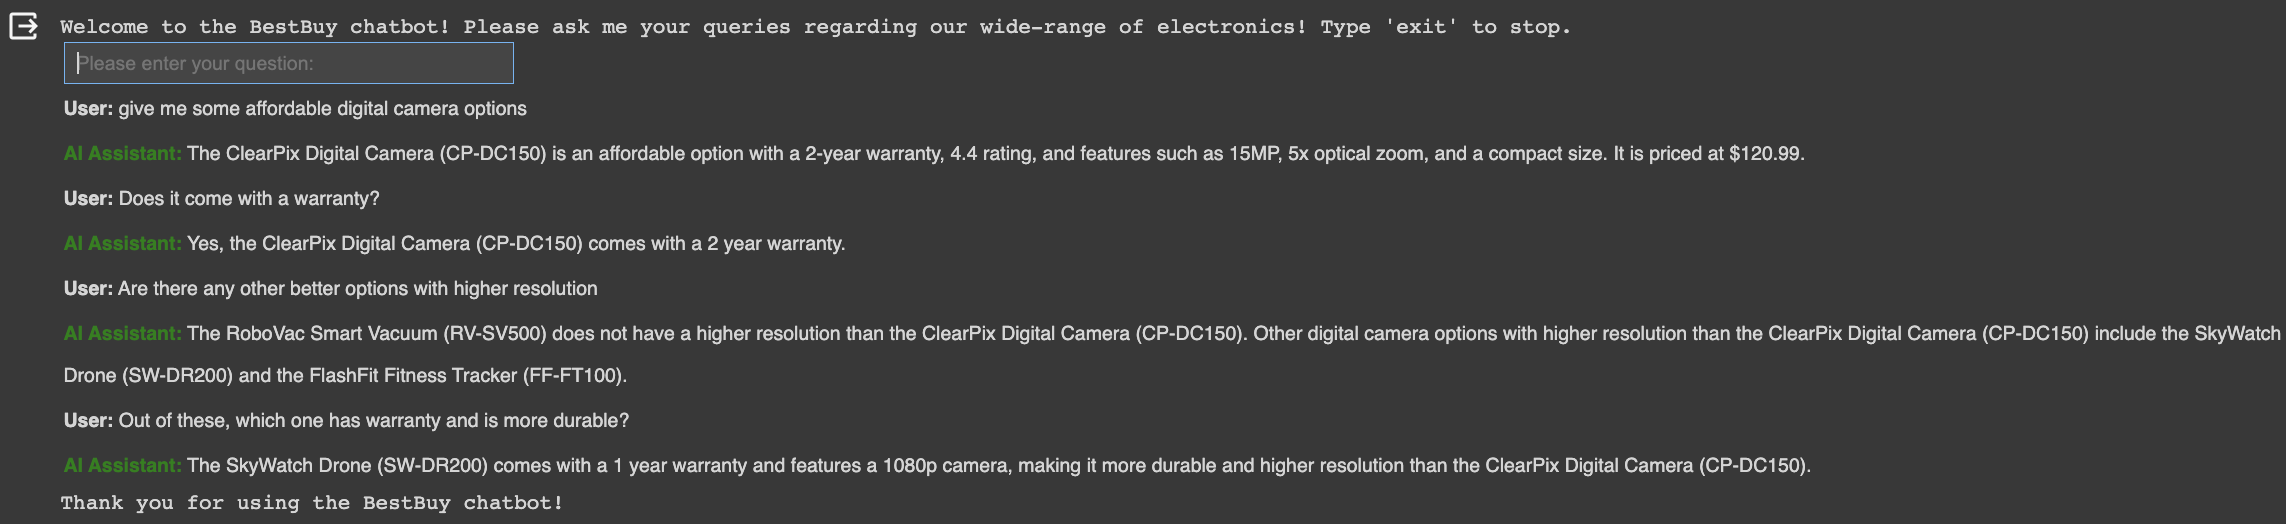 Welcome to the BestBuy chatbot! Please ask me your queries regarding our wide-range of electronics! Type 'exit' to stop.
Please enter your question:
User: give me some affordable digital camera options
AI Assistant: The ClearPix Digital Camera (CP-DC150) is an affordable option with a 2-year warranty, 4.4 rating, and features such as 15MP, 5x optical zoom, and a compact size. It is priced at $120.99.
User: Does it come with a warranty?
AI Assistant: Yes, the ClearPix Digital Camera (CP-DC150) comes with a 2 year warranty.
User: Are there any other better options with higher resolution
AI Assistant: The RoboVac Smart Vacuum (RV-SV500) does not have a higher resolution than the ClearPix Digital Camera (CP-DC150). Other digital camera options with higher resolution than the ClearPix Digital Camera (CP-DC150) include the SkyWatch
Drone (SW-DR200) and the FlashFit Fitness Tracker (FF-FT100).
User: Out of these, which one has warranty and is more durable?
AI Assistant: The SkyWatch Drone (SW-DR200) comes with a 1 year warranty and features a 1080p camera, making it more durable and higher resolution than the ClearPix Digital Camera (CP-DC150).
Thank you for using the BestBuy chatbot!